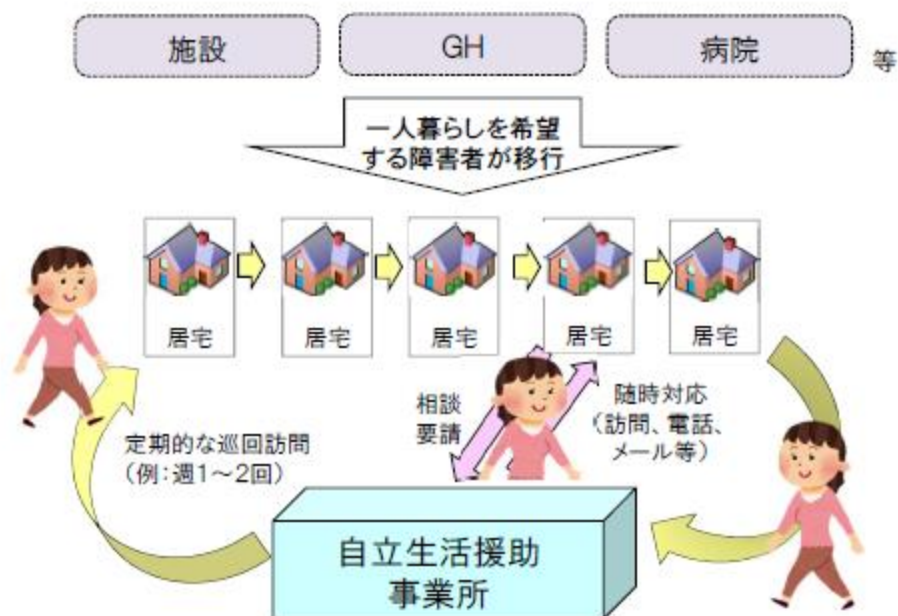 施設
GH
病院
等
一人暮らしを希望
する障害者が移行
居宅
居宅
居宅
居宅
居宅
定期的な巡回訪問
（例：週1～2回）
相談
要請
随時対応
（訪問、電話、
メール等）
自立生活援助
事業所